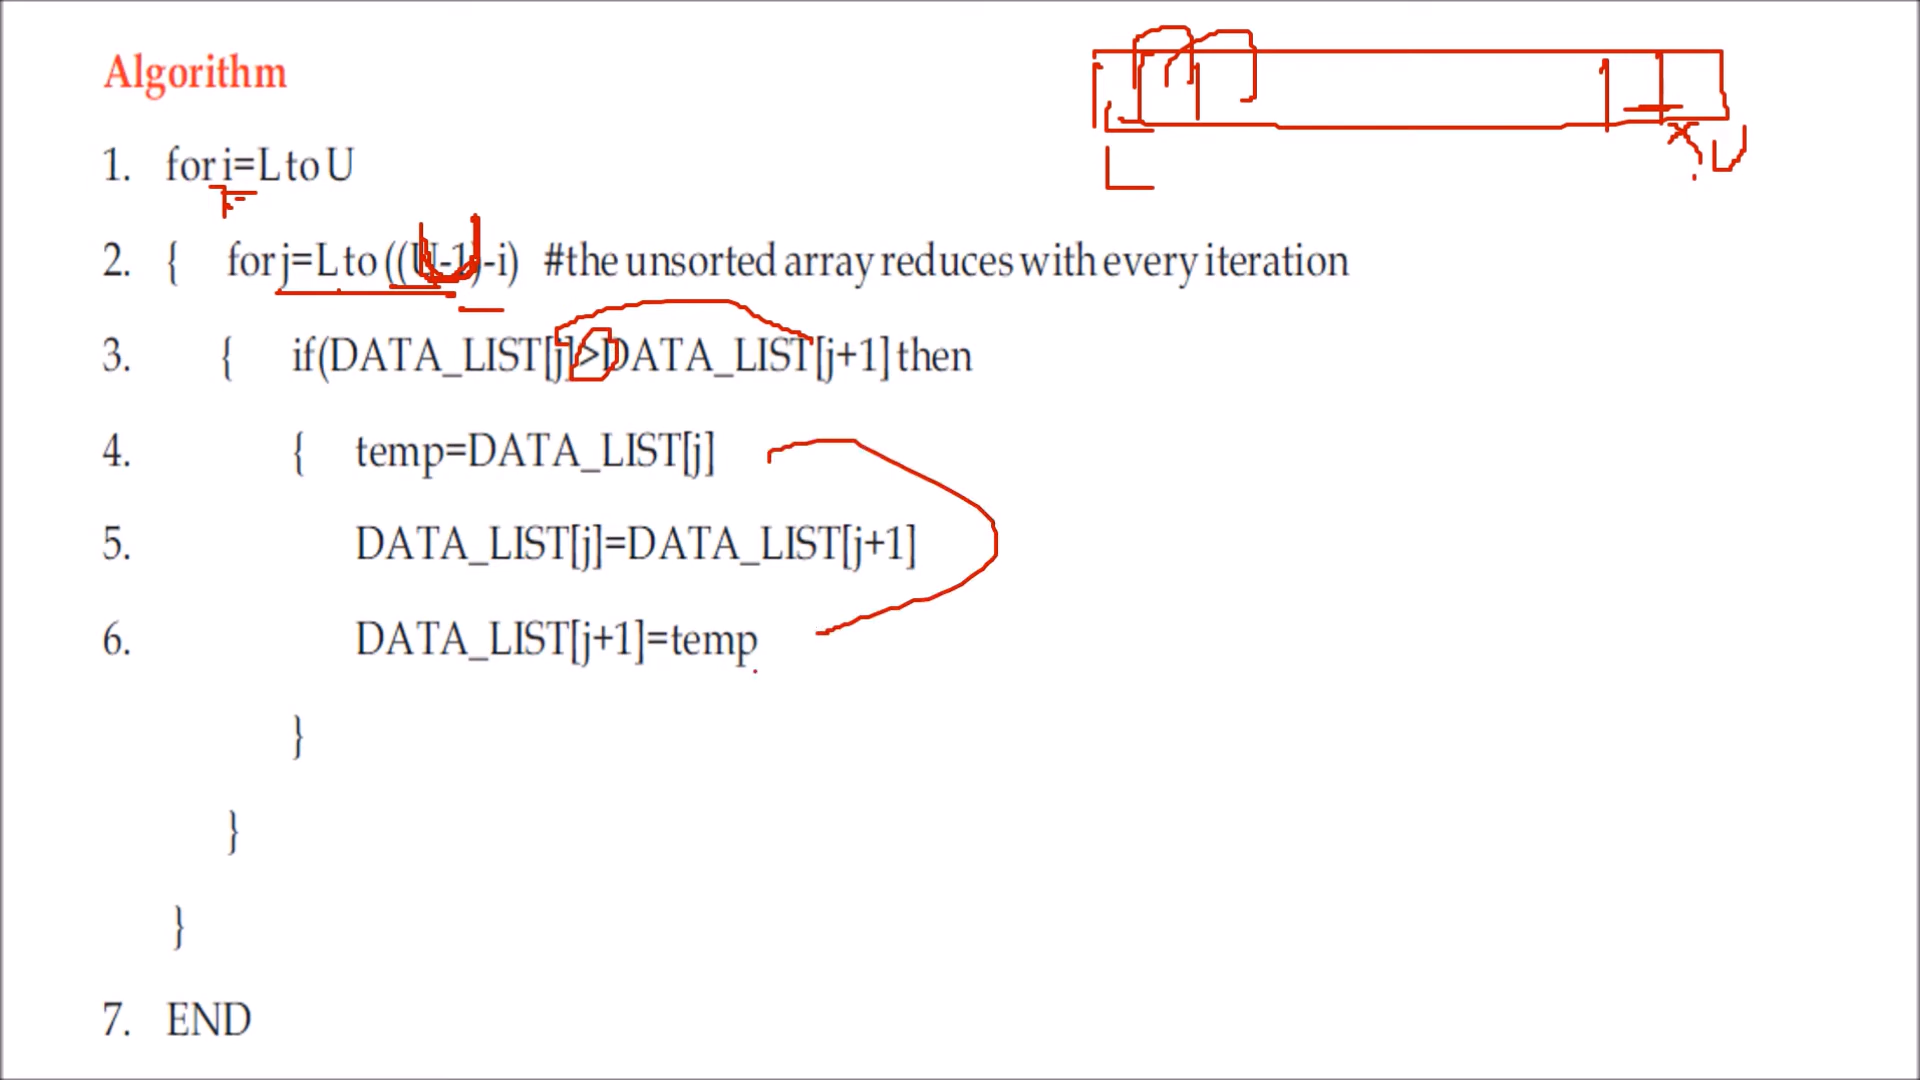 Algorithm
1. for i=L to U
2. { for j=L to ((U-1)-i) #the unsorted array reduces with every iteration
3. { if(DATA_LIST[j]>DATA_LIST[j+1] then
4. { temp=DATA_LIST[j]
5. DATA_LIST[j]=DATA_LIST[j+1]
6. DATA_LIST[j+1]=temp
}
}
}
7. END
L
U